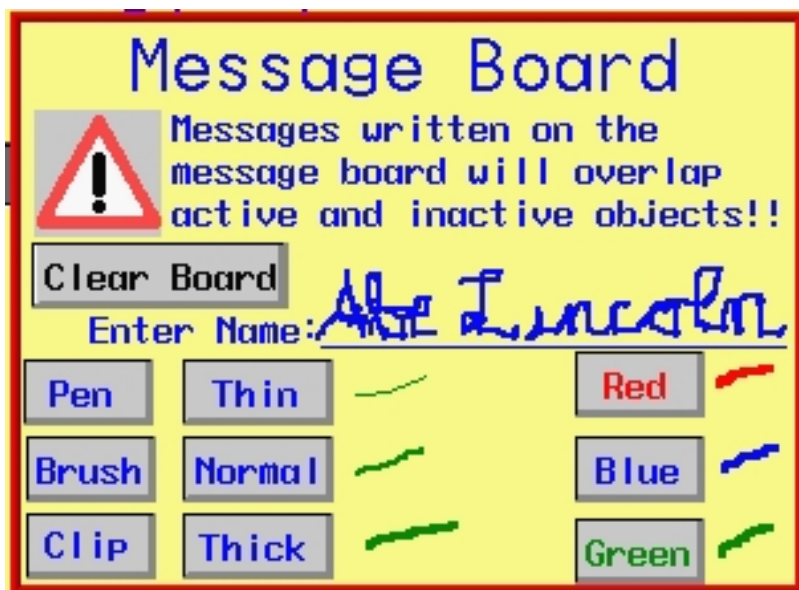 Message Board
Messages written on the
message board will overlap
active and inactive objects!!
Clear Board
Enter Name: Abe Lincoln
Pen Thin Red
Brush Normal Blue
Clip Thick Green